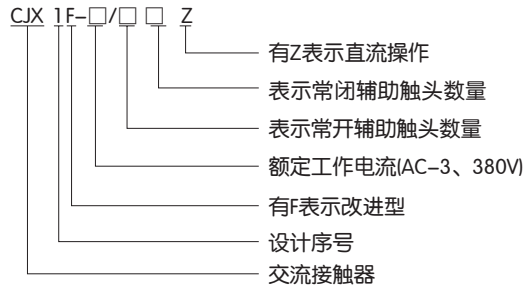 CJX 1F-□/□ □ Z
有Z表示直流操作
表示常闭辅助触头数量
表示常开辅助触头数量
额定工作电流(AC-3、380V)
有F表示改进型
设计序号
交流接触器